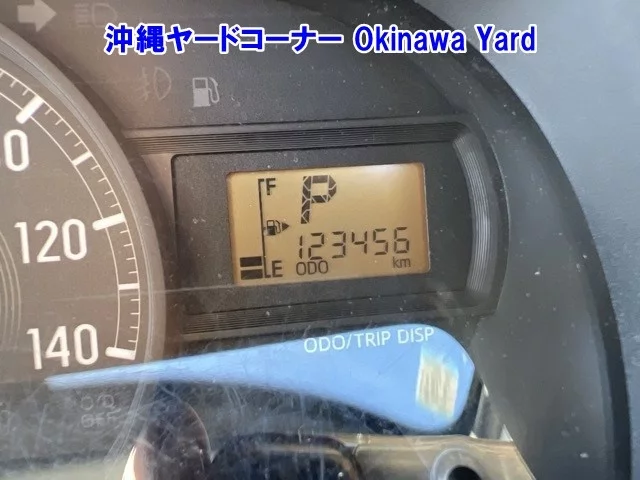 沖縄ヤードコーナー Okinawa Yard
F
P
123456
E ODO km
120
140
ODO/TRIP DISP